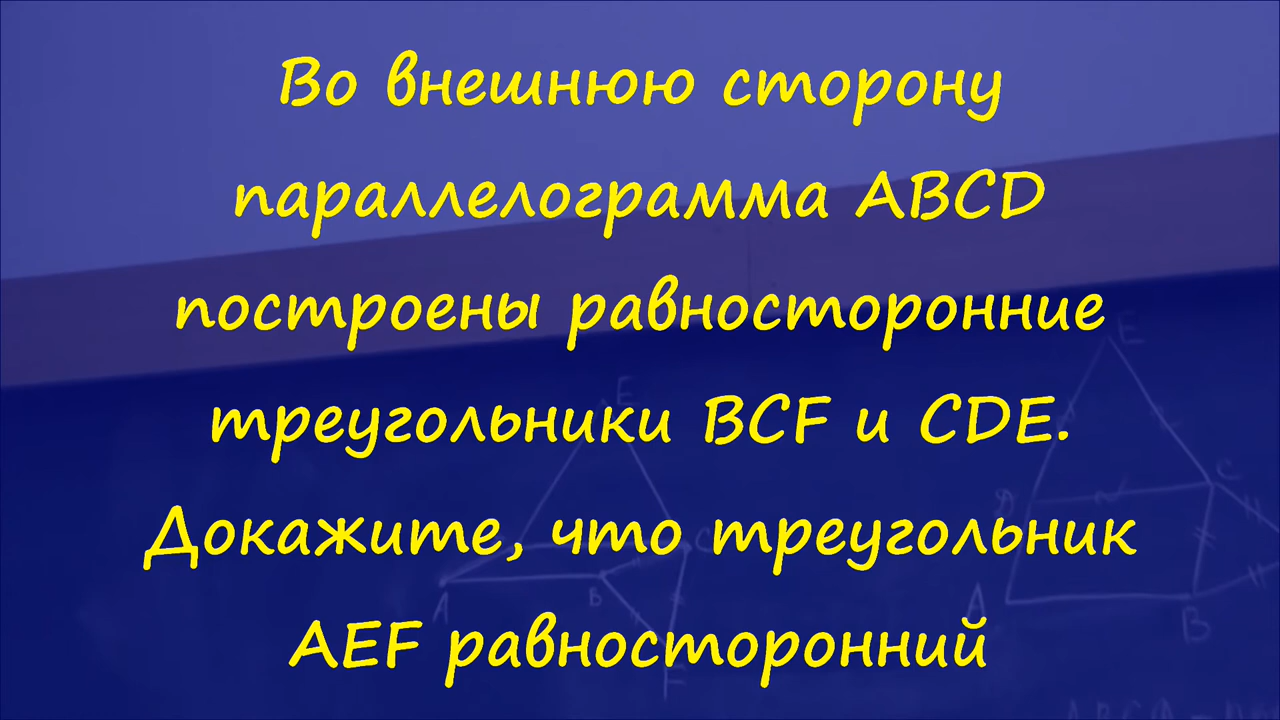 Во внешнюю сторону
параллелограмма ABCD
построены равносторонние
треугольники BCF и CDE.
Докажите, что треугольник
AEF равносторонний
E
E
C
D
C
A
Б
A
B
F